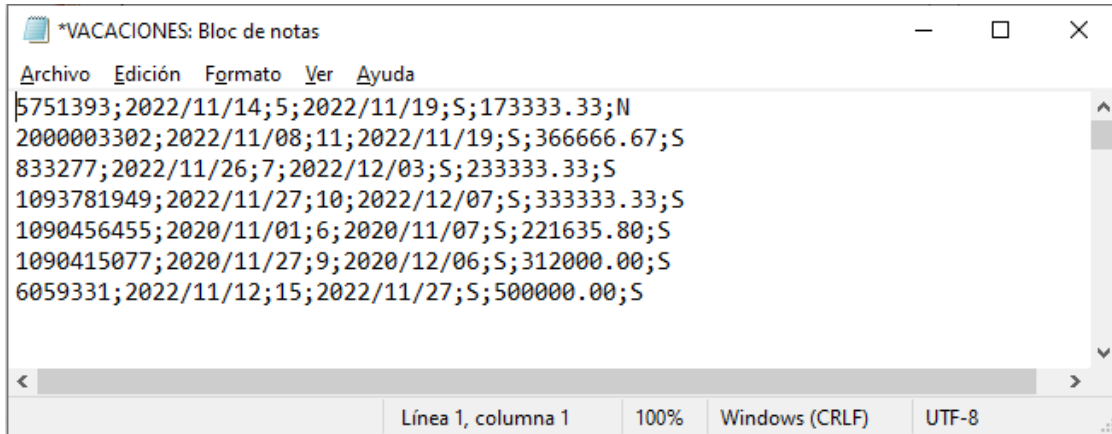 *VACACIONES: Bloc de notas
Archivo Edición Formato Ver Ayuda
5751393;2022/11/14;5;2022/11/19;S;173333.33;N
2000003302;2022/11/08;11;2022/11/19;S;366666.67;S
833277;2022/11/26;7;2022/12/03;S;233333.33;S
1093781949;2022/11/27;10;2022/12/07;S;333333.33;S
1090456455;2020/11/01;6;2020/11/07;S;221635.80;S
1090415077;2020/11/27;9;2020/12/06;S;312000.00;S
6059331;2022/11/12;15;2022/11/27;S;500000.00;S
Línea 1, columna 1 100% Windows (CRLF) UTF-8